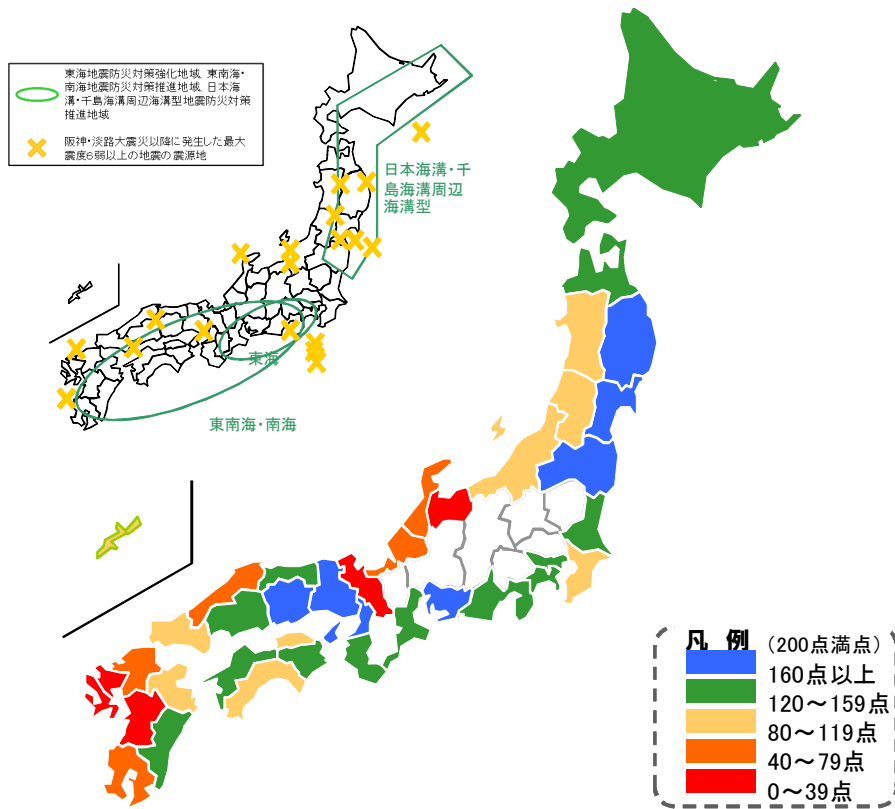 東海地震防災対策強化地域、東南海・
南海地震防災対策推進地域、日本海
溝・千島海溝周辺海溝型地震防災対策
推進地域
阪神・淡路大震災以降に発生した最大
震度6弱以上の地震の震源地
日本海溝・千
島海溝周辺
海溝型
東海
東南海・南海
凡 例 (200点満点)
160点以上
120～159点
80～119点
40～79点
0～39点